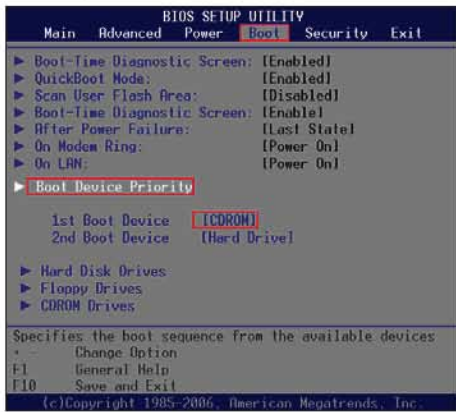 BIOS SETUP UTILITY
Main Advanced Power Boot Security Exit
Boot-Time Diagnostic Screen: [Enabled]
QuickBoot Mode: [Enabled]
Scan User Flash Area: [Disabled]
Boot-Time Diagnostic Screen: [Enable]
After Power Failure: [Last State]
On Modem Ring: [Power On]
On LAN: [Power On]
Boot Device Priority
1st Boot Device [CDROM]
2nd Boot Device [Hard Drive]
Hard Disk Drives
Floppy Drives
CDROM Drives
Specifies the boot sequence from the available devices
+ - Change Option
F1 General Help
F10 Save and Exit
(c)Copyright 1985-2006, American Megatrends, Inc.